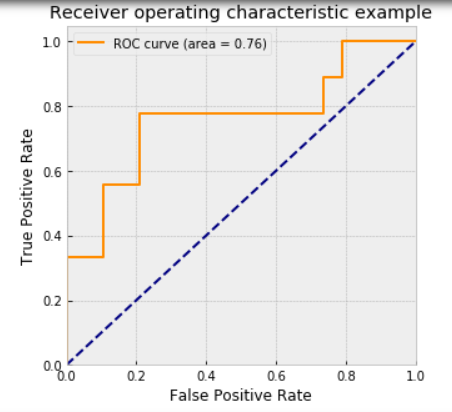 Receiver operating characteristic example
ROC curve (area = 0.76)
1.0
0.8
0.6
0.4
0.2
0.0
True Positive Rate
0.0 0.2 0.4 0.6 0.8 1.0
False Positive Rate